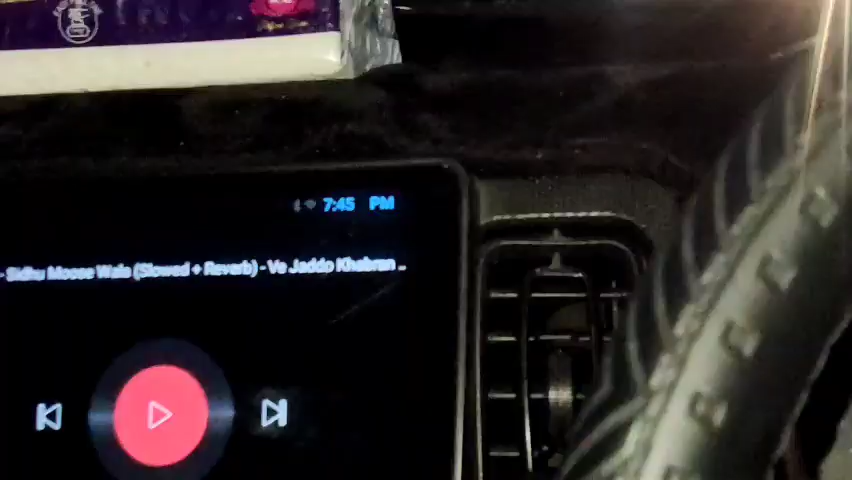 7:45 PM
- Sidhu Moose Wala (Slowed + Reverb) - Ve Jaddo Khabran ..